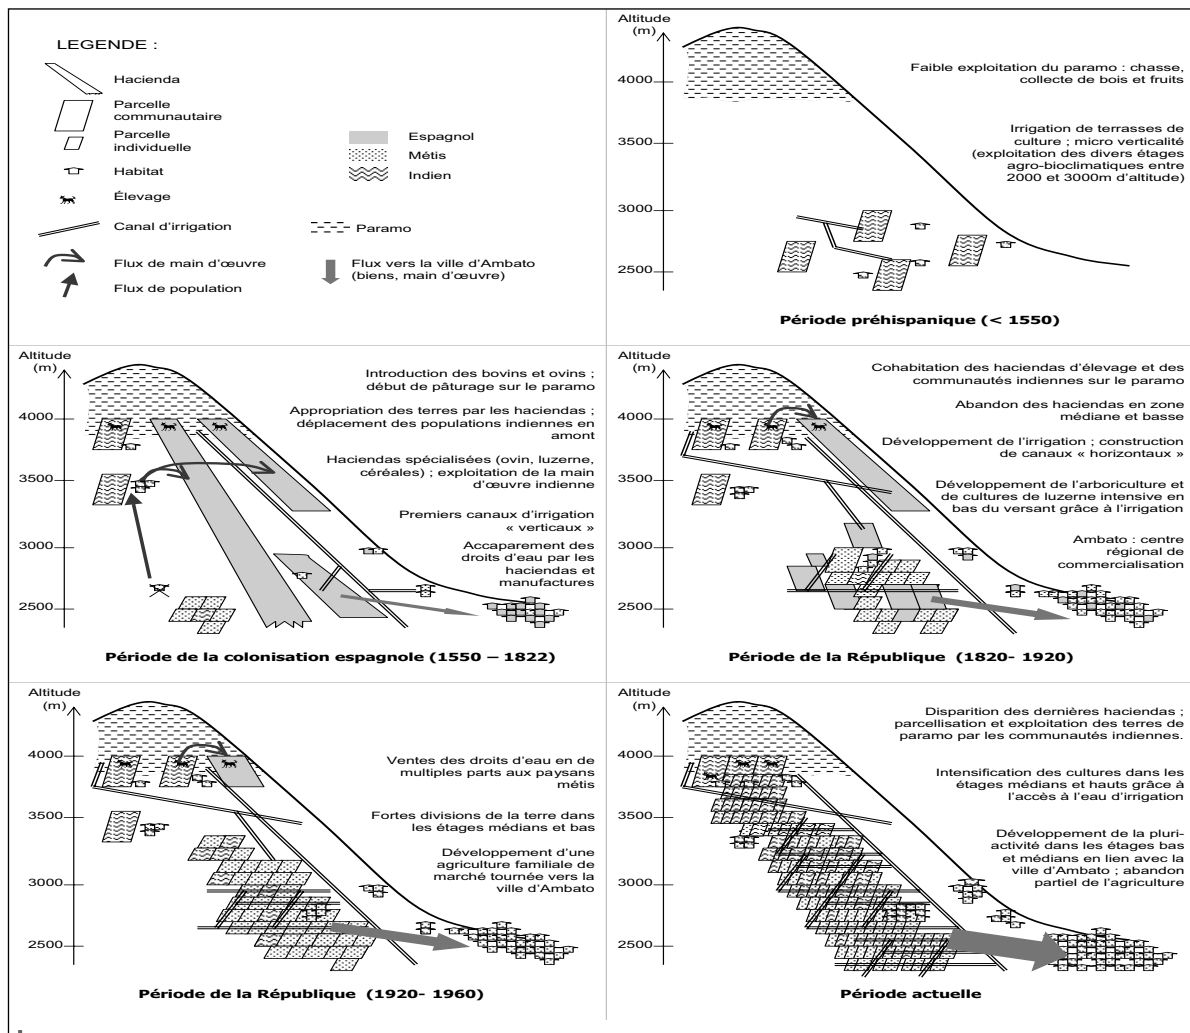 LEGENDE :
Hacienda
Parcelle
communautaire
Parcelle
individuelle
Habitat
Élevage
Canal d’irrigation
Flux de main d’œuvre
Flux de population
Espagnol
Métis
Indien
Paramo
Flux vers la ville d’Ambato
(biens, main d’œuvre)
Altitude
(m)
4000
3500
3000
2500
Faible exploitation du paramo : chasse,
collecte de bois et fruits
Irrigation de terrasses de
culture ; micro verticalité
(exploitation des divers étages
agro-bioclimatiques entre
2000 et 3000m d’altitude)
Période préhispanique (< 1550)
Altitude
(m)
4000
3500
3000
2500
Introduction des bovins et ovins ;
début de pâturage sur le paramo
Appropriation des terres par les haciendas ;
déplacement des populations indiennes en
amont
Haciendas spécialisées (ovin, luzerne,
céréales) ; exploitation de la main
d’œuvre indienne
Premiers canaux d’irrigation
« verticaux »
Accaparement des
droits d’eau par les
haciendas et
manufactures
Période de la colonisation espagnole (1550 – 1822)
Altitude
(m)
4000
3500
3000
2500
Cohabitation des haciendas d’élevage et des
communautés indiennes sur le paramo
Abandon des haciendas en zone
médiane et basse
Développement de l’irrigation ; construction
de canaux « horizontaux »
Développement de l’arboriculture et
de cultures de luzerne intensive en
bas du versant grâce à l’irrigation
Ambato : centre
régional de
commercialisation
Période de la République (1820- 1920)
Altitude
(m)
4000
3500
3000
2500
Ventes des droits d’eau en de
multiples parts aux paysans
métis
Fortes divisions de la terre dans
les étages médians et bas
Développement d’une
agriculture familiale de
marché tournée vers la
ville d’Ambato
Période de la République (1920- 1960)
Altitude
(m)
4000
3500
3000
2500
Disparition des dernières haciendas ;
parcellisation et exploitation des terres de
paramo par les communautés indiennes.
Intensification des cultures dans les
étages médians et hauts grâce à
l’accès à l’eau d’irrigation
Développement de la pluri-
activité dans les étages bas
et médians en lien avec la
ville d’Ambato ; abandon
partiel de l’agriculture
Période actuelle